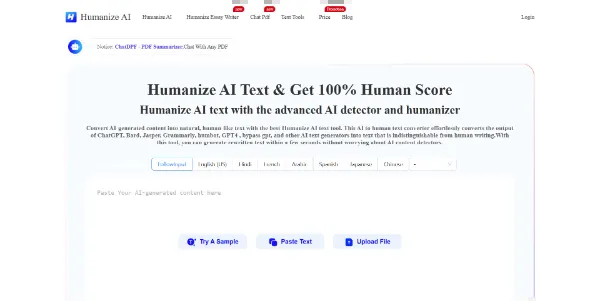 Humanize AI
Humanize AI Humanize Essay Writer Chat Pdf Text Tools Price Blog Login
Notice: ChatDPF - PDF Summarizer:Chat With Any PDF
Humanize AI Text & Get 100% Human Score
Humanize AI text with the advanced AI detector and humanizer
Convert AI-generated content into natural, human-like text with the best Humanize AI text tool. This AI to human text converter effortlessly converts the output
of ChatGPT, Bard, Jasper, Grammarly, humbot, GPT4, bypass gpt, and other AI text generators into text that is indistinguishable from human writing.With
this tool, you can generate rewritten text within a few seconds without worrying about AI content detectors.
FollowInput English (US) Hindi French Arabic Spanish Japanese Chinese
Paste Your AI-generated content here
Try A Sample Paste Text Upload File